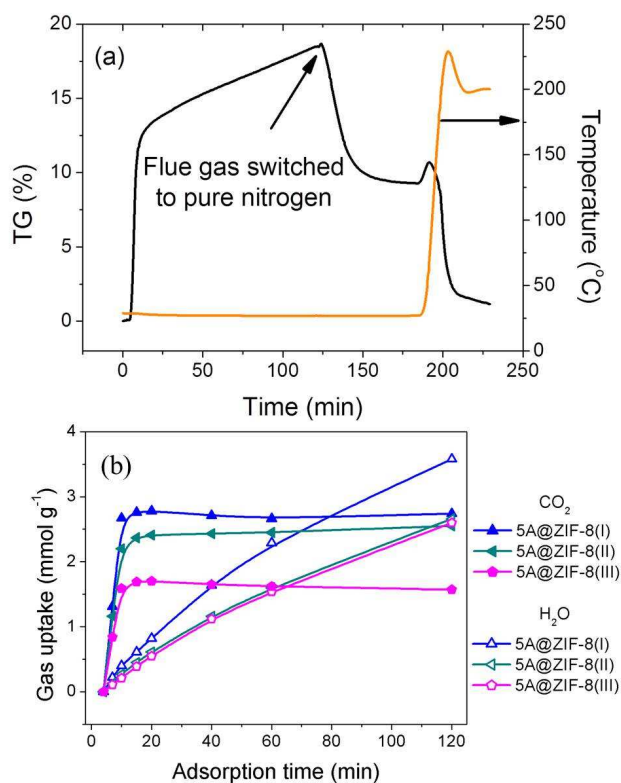 (a)
TG (%)
20
15
10
5
0
250
200
150
100
50
0
Temperature (°C)
Flue gas switched
to pure nitrogen
0 50 100 150 200 250
Time (min)
(b)
Gas uptake (mmol g⁻¹)
4
3
2
1
0
0 20 40 60 80 100 120
Adsorption time (min)
CO₂
5A@ZIF-8(I)
5A@ZIF-8(II)
5A@ZIF-8(III)
H₂O
5A@ZIF-8(I)
5A@ZIF-8(II)
5A@ZIF-8(III)